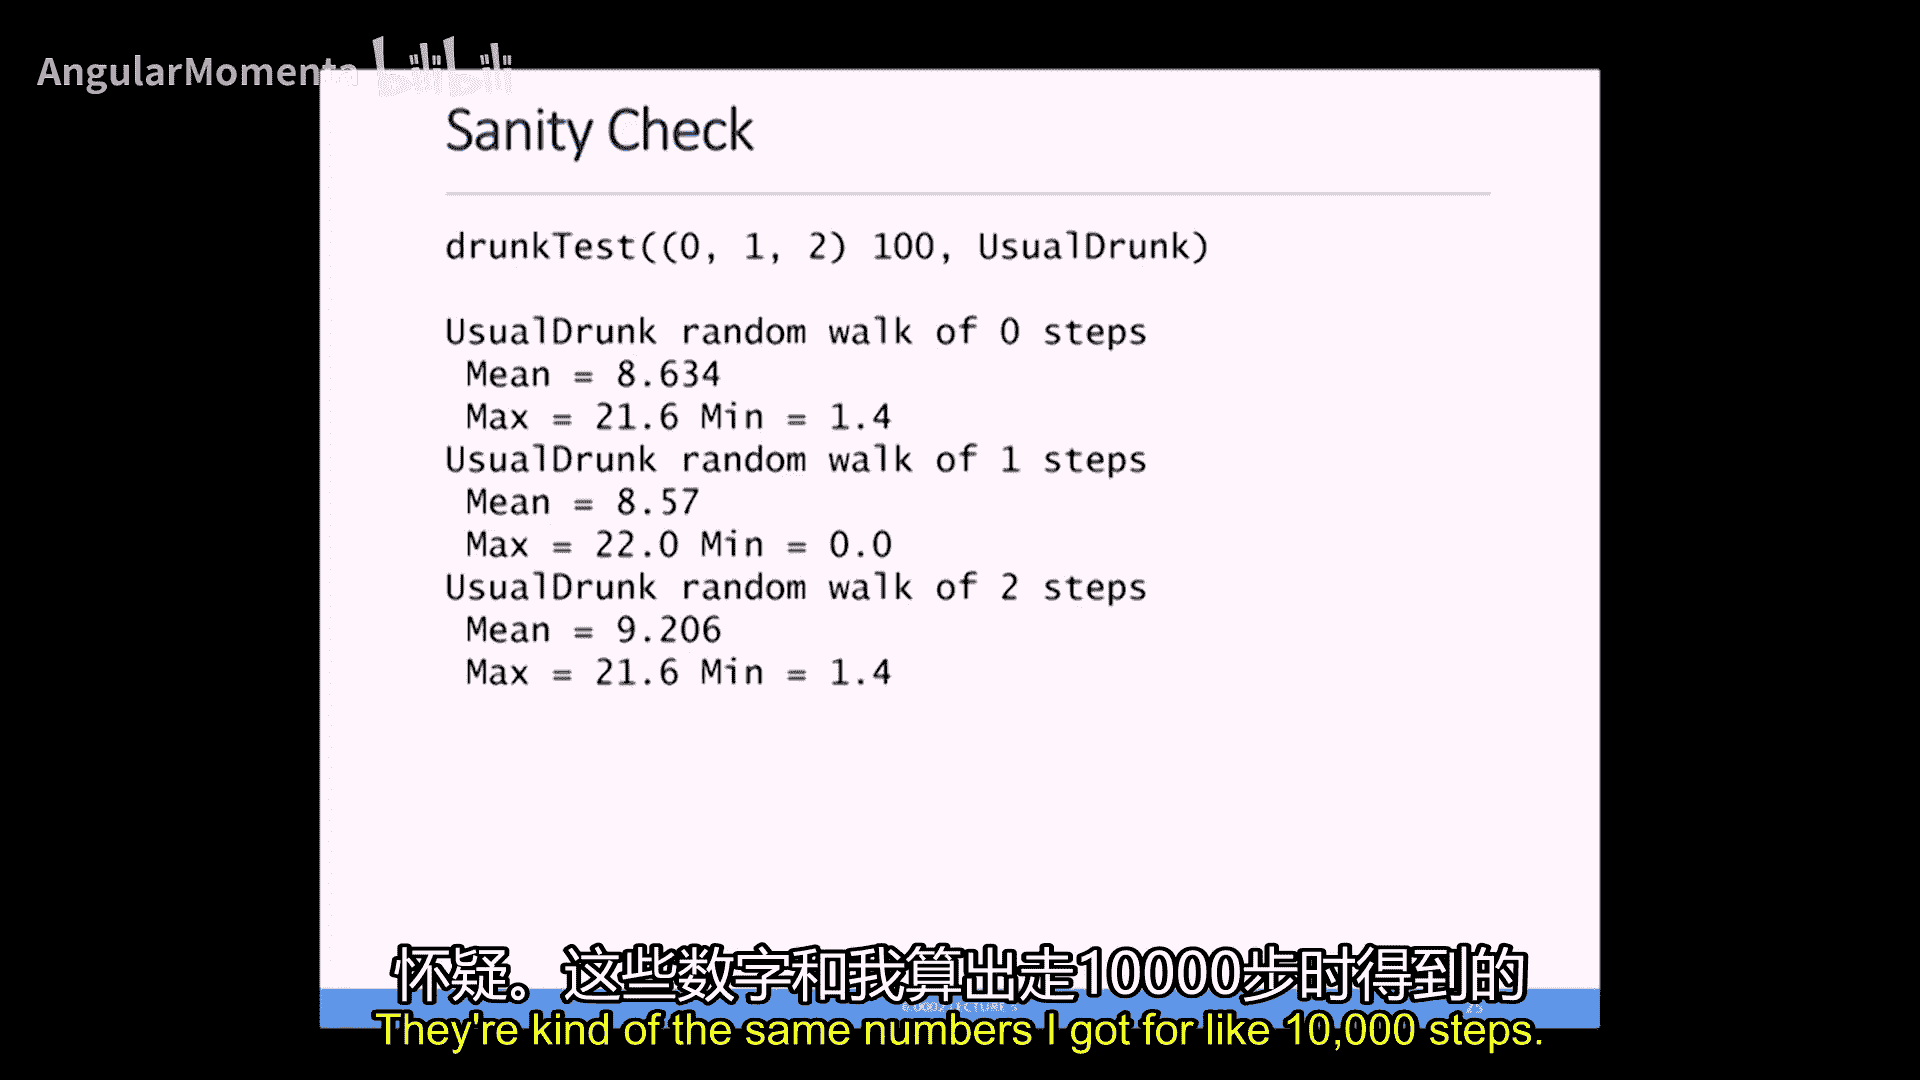 AngularMomenta bilibili
Sanity Check
drunkTest((0, 1, 2) 100, UsualDrunk)
UsualDrunk random walk of 0 steps
Mean = 8.634
Max = 21.6 Min = 1.4
UsualDrunk random walk of 1 steps
Mean = 8.57
Max = 22.0 Min = 0.0
UsualDrunk random walk of 2 steps
Mean = 9.206
Max = 21.6 Min = 1.4
怀疑。这些数字和我算出走10000步时得到的
They're kind of the same numbers I got for like 10,000 steps.